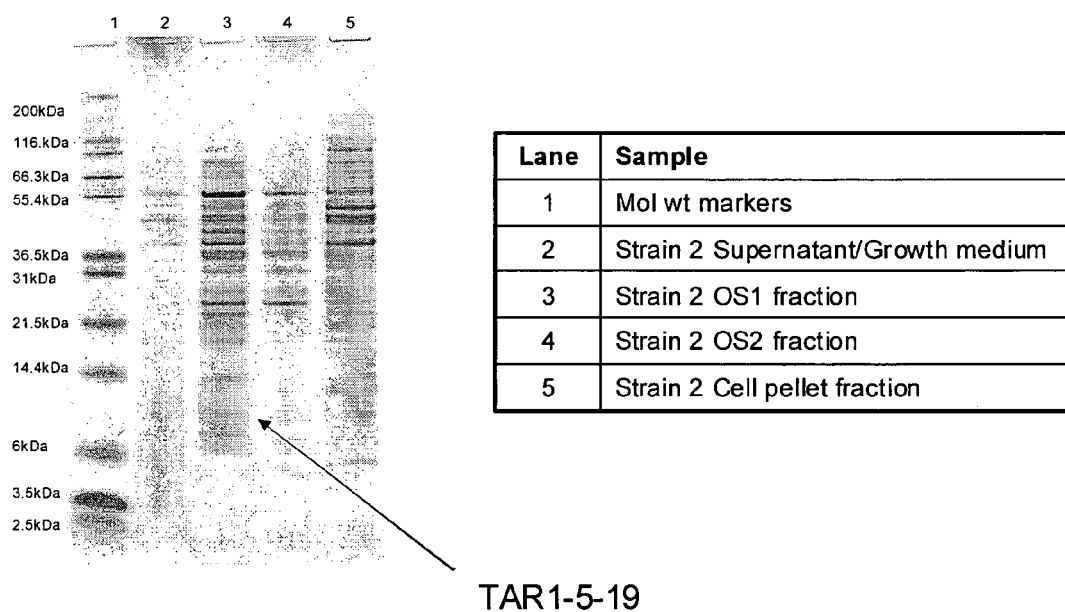 1 2 3 4 5
200kDa
116.kDa
66.3kDa
55.4kDa
36.5kDa
31kDa
21.5kDa
14.4kDa
6kDa
3.5kDa
2.5kDa
Lane Sample
1 Mol wt markers
2 Strain 2 Supernatant/Growth medium
3 Strain 2 OS1 fraction
4 Strain 2 OS2 fraction
5 Strain 2 Cell pellet fraction
TAR1-5-19